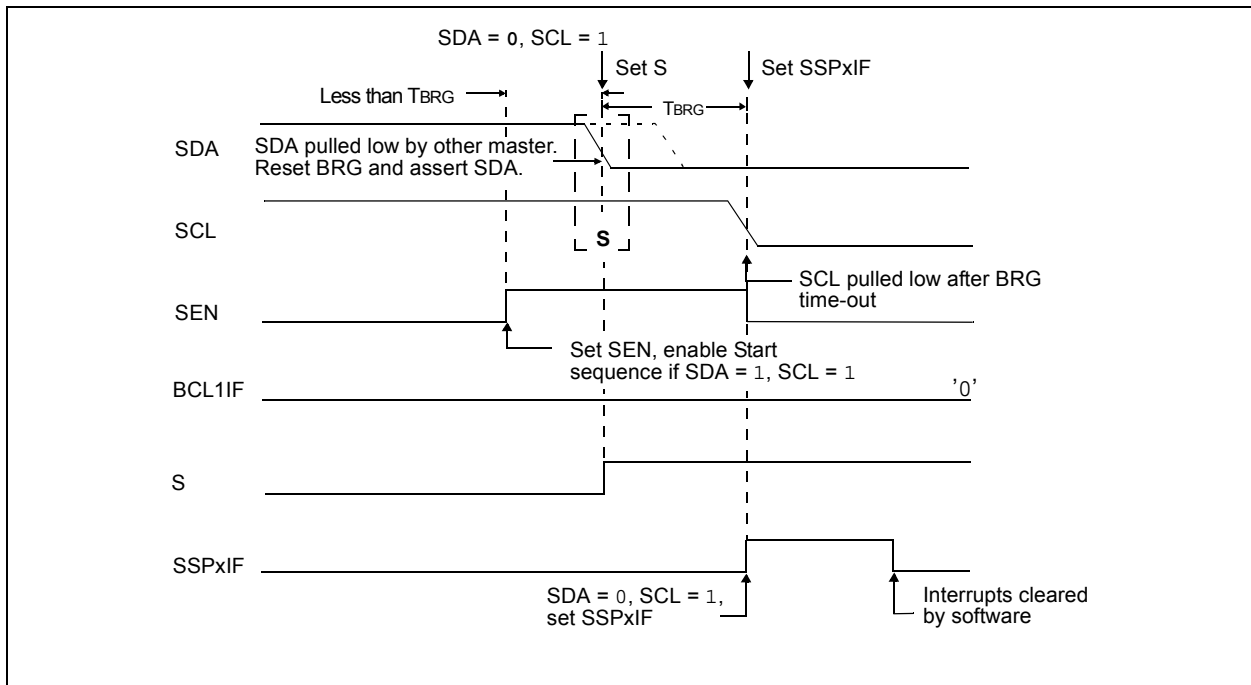 SDA = 0, SCL = 1
Set S
Set SSPxIF
Less than TBRG
TBRG
SDA
SDA pulled low by other master.
Reset BRG and assert SDA.
SCL
S
SCL pulled low after BRG
time-out
SEN
Set SEN, enable Start
sequence if SDA = 1, SCL = 1
BCL1IF
'0'
S
SSPxIF
SDA = 0, SCL = 1,
set SSPxIF
Interrupts cleared
by software